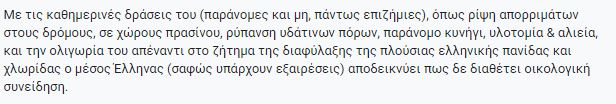 Με τις καθημερινές δράσεις του (παράνομες και μη, πάντως επιζήμιες), όπως ρίψη απορριμάτων
στους δρόμους, σε χώρους πρασίνου, ρύπανση υδάτινων πόρων, παράνομο κυνήγι, υλοτομία & αλιεία,
και την ολιγωρία του απέναντι στο ζήτημα της διαφύλαξης της πλούσιας ελληνικής πανίδας και
χλωρίδας ο μέσος Έλληνας (σαφώς υπάρχουν εξαιρέσεις) αποδεικνύει πως δε διαθέτει οικολογική
συνείδηση.